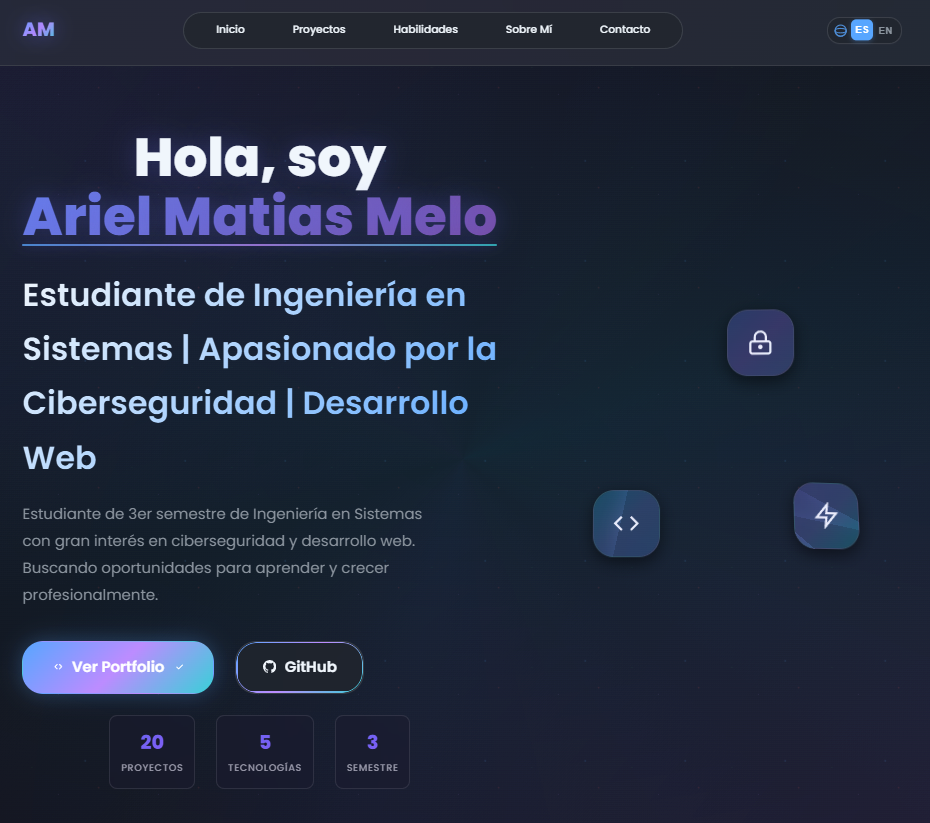 AM
Inicio Proyectos Habilidades Sobre Mí Contacto
ES EN
Hola, soy
Ariel Matias Melo
Estudiante de Ingeniería en
Sistemas | Apasionado por la
Ciberseguridad | Desarrollo
Web
Estudiante de 3er semestre de Ingeniería en Sistemas
con gran interés en ciberseguridad y desarrollo web.
Buscando oportunidades para aprender y crecer
profesionalmente.
Ver Portfolio GitHub
20 5 3
PROYECTOS TECNOLOGÍAS SEMESTRE